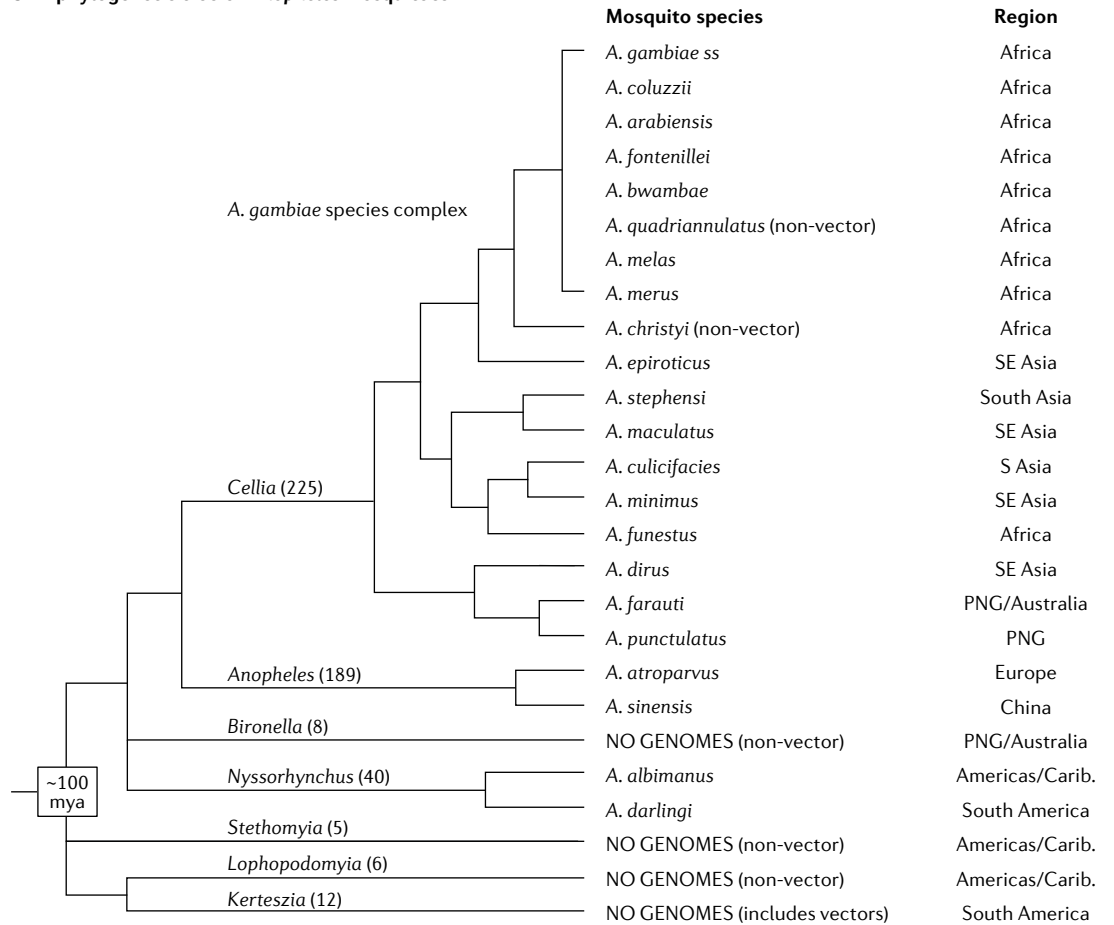 Mosquito species Region
A. gambiae ss Africa
A. coluzzii Africa
A. arabiensis Africa
A. fontenillei Africa
A. bwambae Africa
A. gambiae species complex
A. quadriannulatus (non-vector) Africa
A. melas Africa
A. merus Africa
A. christyi (non-vector) Africa
A. epiroticus SE Asia
A. stephensi South Asia
A. maculatus SE Asia
A. culicifacies S Asia
Cellia (225)
A. minimus SE Asia
A. funestus Africa
A. dirus SE Asia
A. farauti PNG/Australia
A. punctulatus PNG
Anopheles (189)
A. atroparvus Europe
A. sinensis China
Bironella (8)
NO GENOMES (non-vector) PNG/Australia
Nyssorhynchus (40)
A. albimanus Americas/Carib.
~100
mya
A. darlingi South America
Stethomyia (5)
NO GENOMES (non-vector) Americas/Carib.
Lophopodomyia (6)
NO GENOMES (non-vector) Americas/Carib.
Kerteszia (12)
NO GENOMES (includes vectors) South America